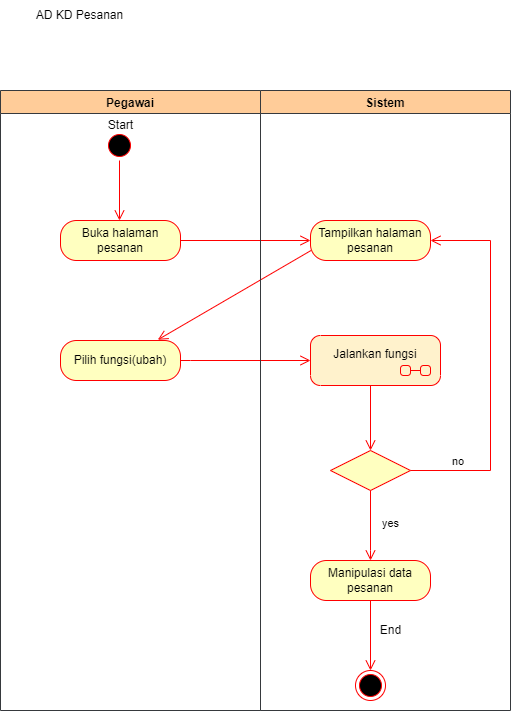 AD KD Pesanan
Pegawai
Sistem
Start
Buka halaman
pesanan
Tampilkan halaman
pesanan
Pilih fungsi(ubah)
Jalankan fungsi
no
yes
Manipulasi data
pesanan
End